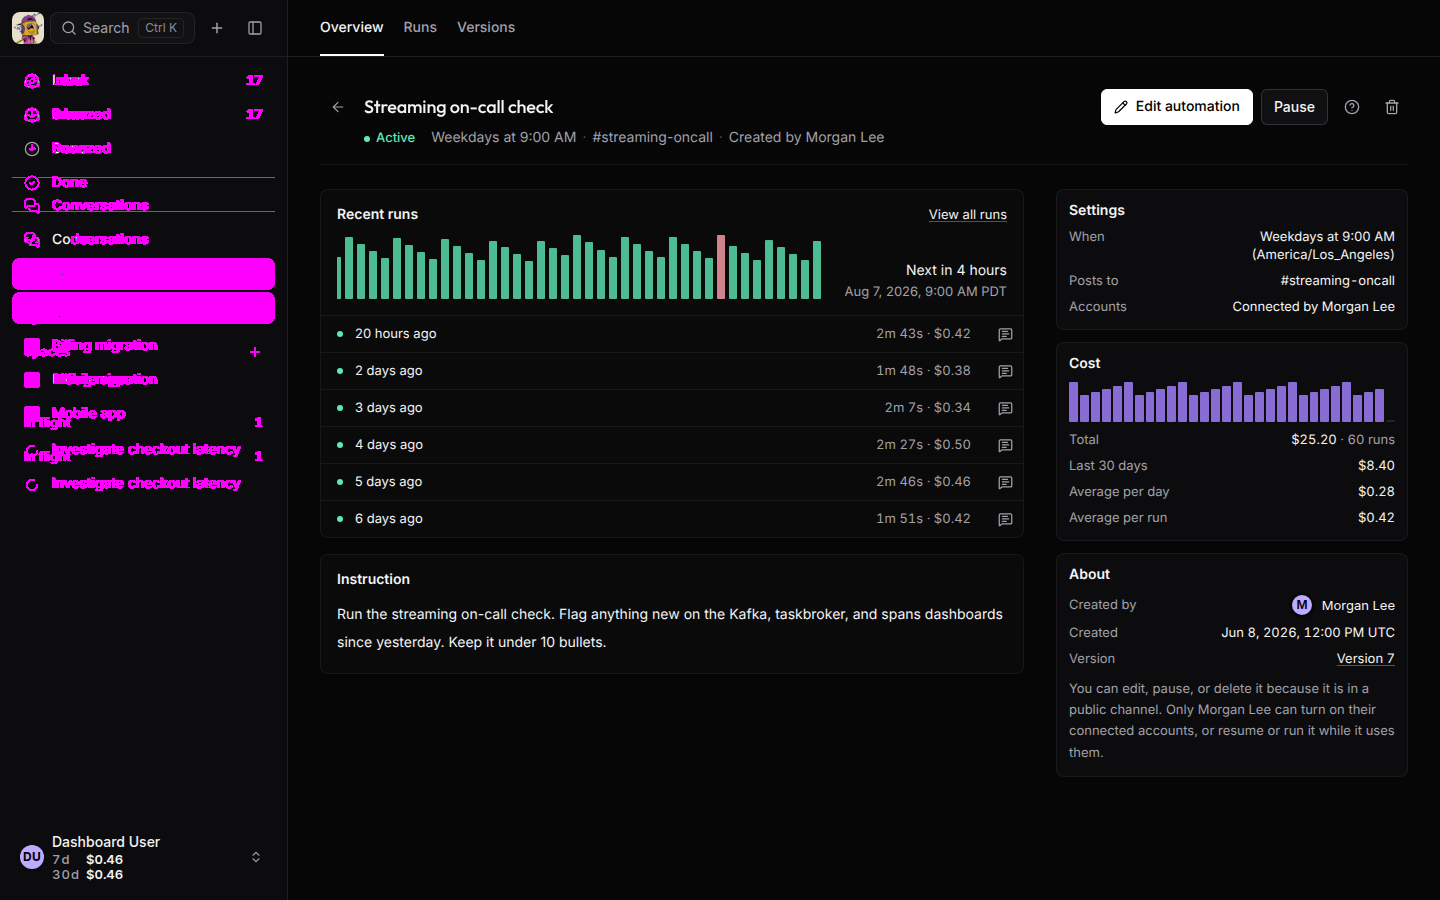 Search Ctrl K
17
17
Done
Conversations
Billing migration
Mobile app
In flight 1
Investigate checkout latency
In flight 1
Investigate checkout latency
DU Dashboard User
7d $0.46
30d $0.46
Overview Runs Versions
Streaming on-call check
Edit automation Pause
Active Weekdays at 9:00 AM · #streaming-oncall · Created by Morgan Lee
Recent runs View all runs
Next in 4 hours
Aug 7, 2026, 9:00 AM PDT
20 hours ago 2m 43s · $0.42
2 days ago 1m 48s · $0.38
3 days ago 2m 7s · $0.34
4 days ago 2m 27s · $0.50
5 days ago 2m 46s · $0.46
6 days ago 1m 51s · $0.42
Instruction
Run the streaming on-call check. Flag anything new on the Kafka, taskbroker, and spans dashboards
since yesterday. Keep it under 10 bullets.
Settings
When Weekdays at 9:00 AM
(America/Los_Angeles)
Posts to #streaming-oncall
Accounts Connected by Morgan Lee
Cost
Total $25.20 · 60 runs
Last 30 days $8.40
Average per day $0.28
Average per run $0.42
About
Created by M Morgan Lee
Created Jun 8, 2026, 12:00 PM UTC
Version Version 7
You can edit, pause, or delete it because it is in a
public channel. Only Morgan Lee can turn on their
connected accounts, or resume or run it while it uses
them.